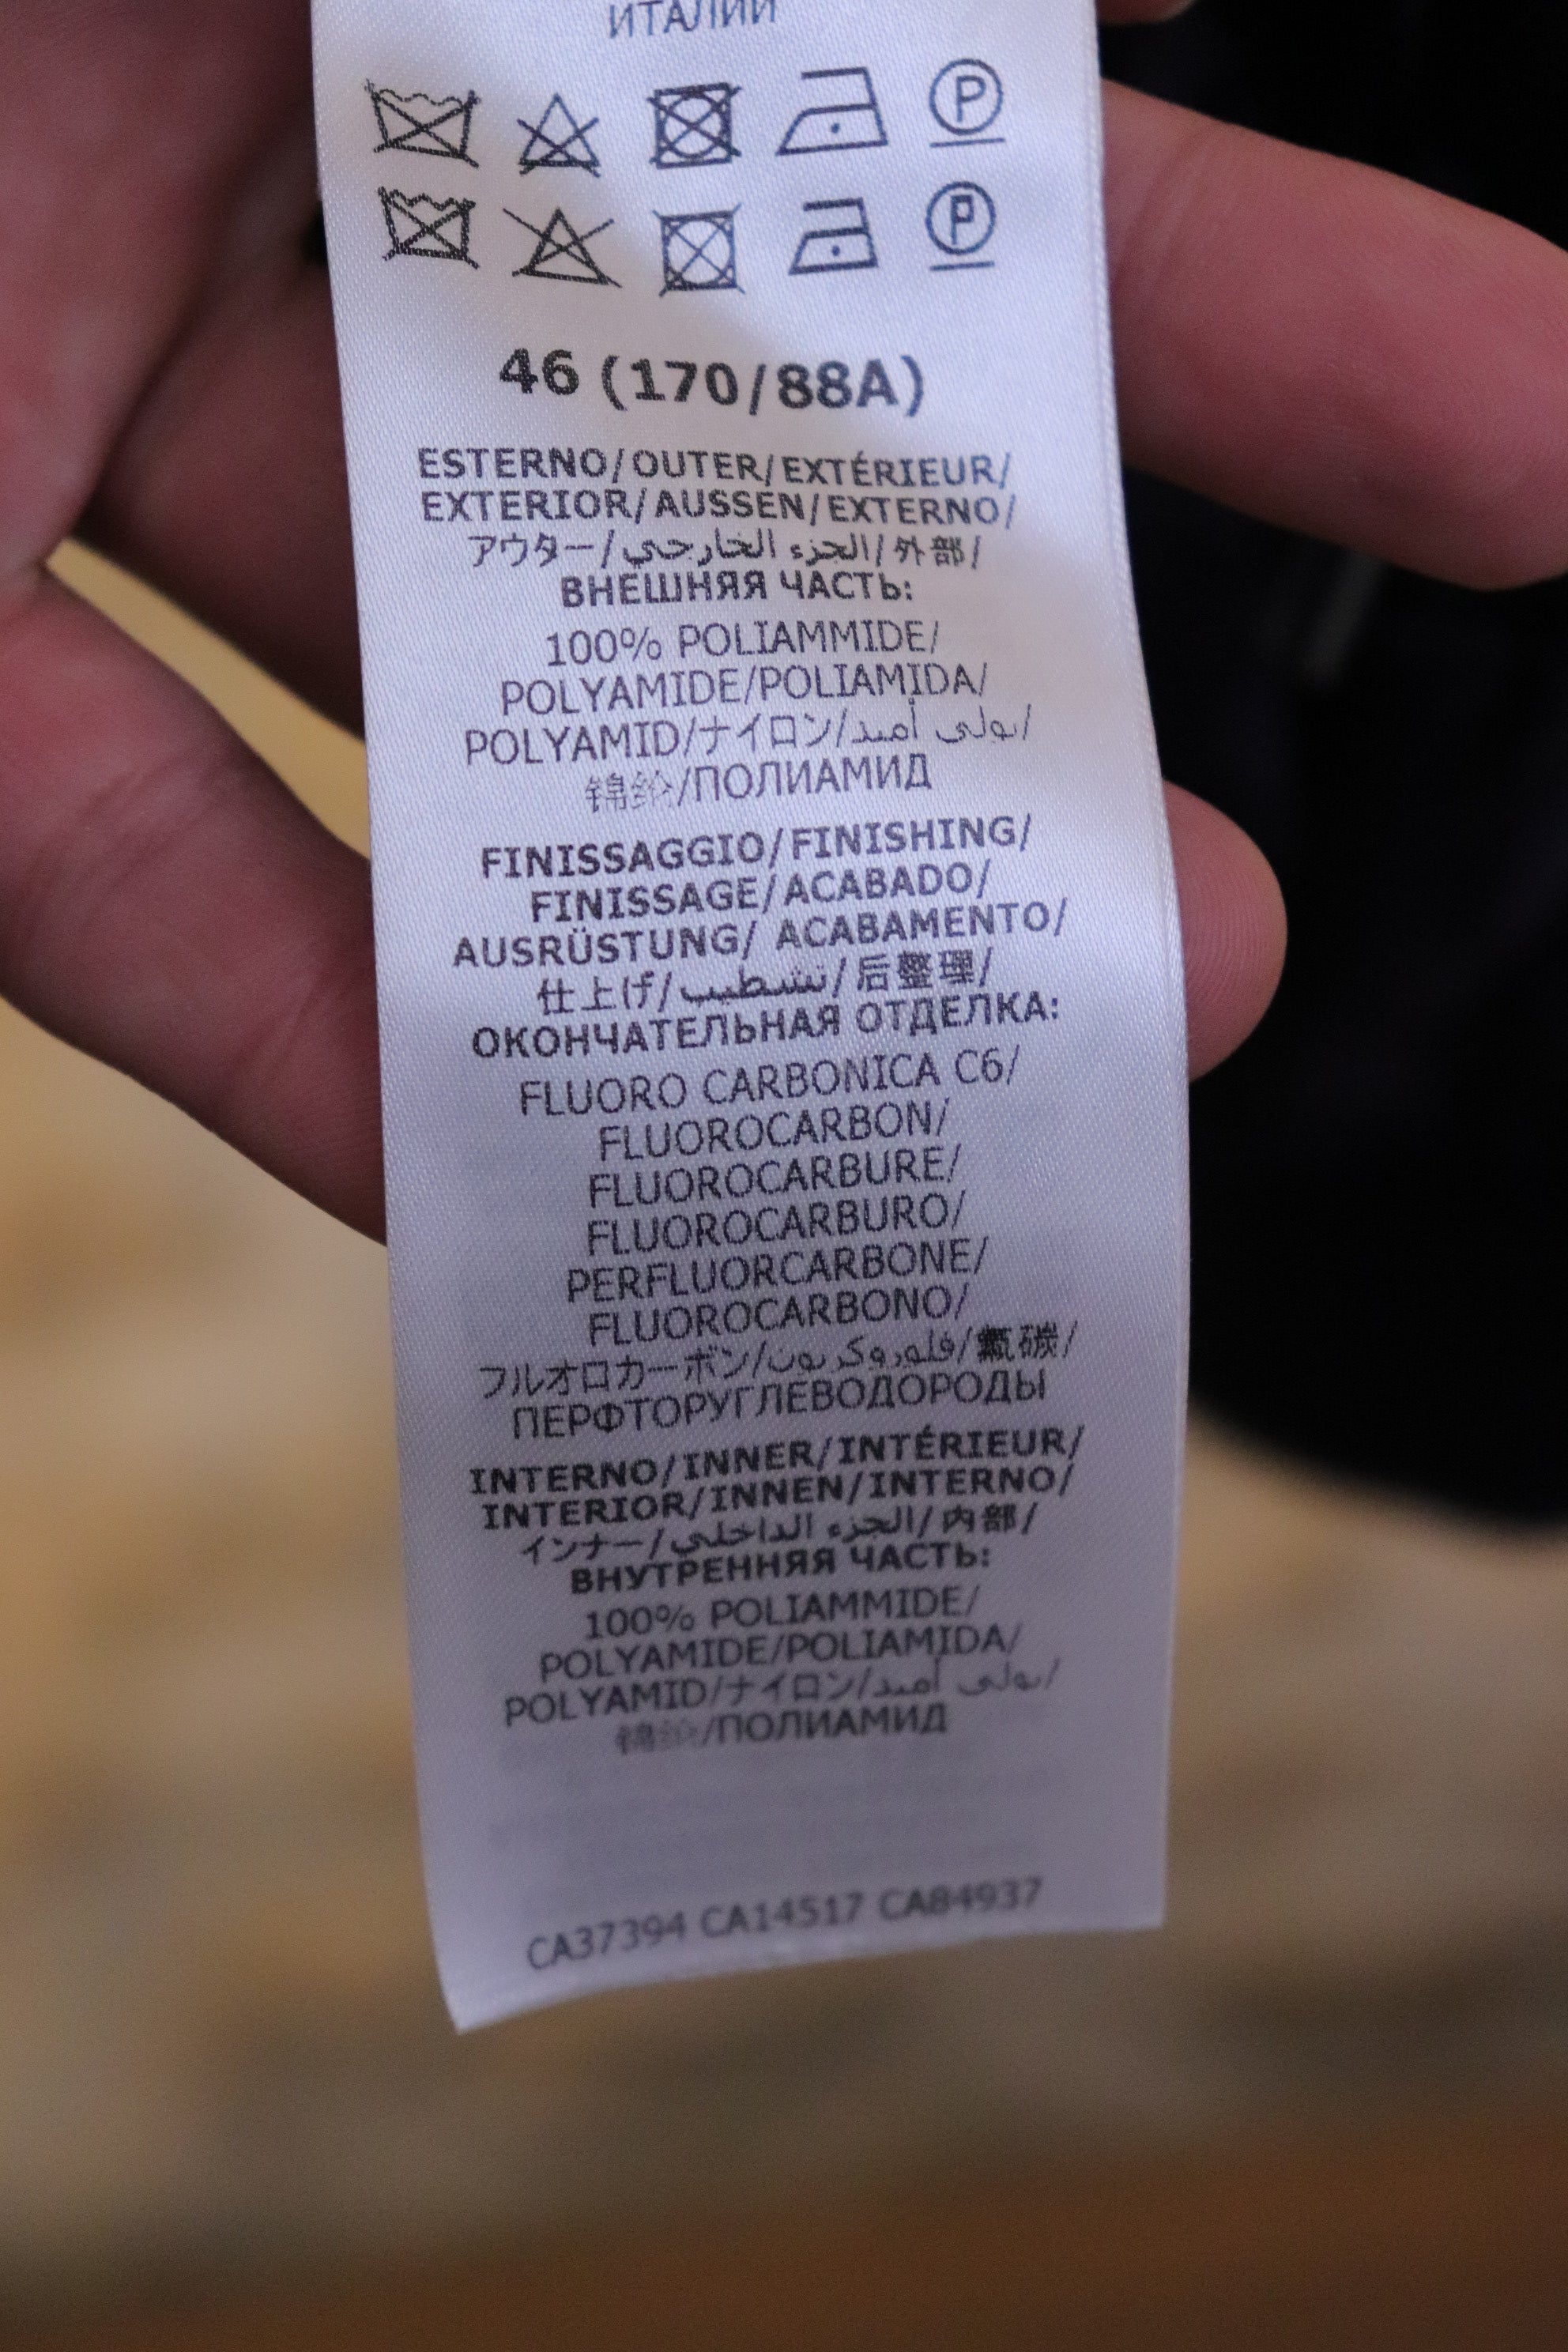 ИТАЛИИ
P
P
46 (170/88A)
ESTERNO/OUTER/EXTÉRIEUR/
EXTERIOR/AUSSEN/EXTERNO/
アウター/الجزء الخارجي/外部/
ВНЕШНЯЯ ЧАСТЬ:
100% POLIAMMIDE/
POLYAMIDE/POLIAMIDA/
POLYAMID/ナイロン/بولى أميد/
锦纶/ПОЛИАМИД
FINISSAGGIO/FINISHING/
FINISSAGE/ACABADO/
AUSRÜSTUNG/ ACABAMENTO/
仕上げ/تشطيب/后整理/
ОКОНЧАТЕЛЬНАЯ ОТДЕЛКА:
FLUORO CARBONICA C6/
FLUOROCARBON/
FLUOROCARBURE/
FLUOROCARBURO/
PERFLUORCARBONE/
FLUOROCARBONO/
フルオロカーボン/فلوروكربون/氟碳/
ПЕРФТОРУГЛЕВОДОРОДЫ
INTERNO/INNER/INTÉRIEUR/
INTERIOR/INNEN/INTERNO/
インナー/الجزء الداخلي/内部/
ВНУТРЕННЯЯ ЧАСТЬ:
100% POLIAMMIDE/
POLYAMIDE/POLIAMIDA/
POLYAMID/ナイロン/بولى أميد/
锦纶/ПОЛИАМИД
CA37394 CA14517 CA84937